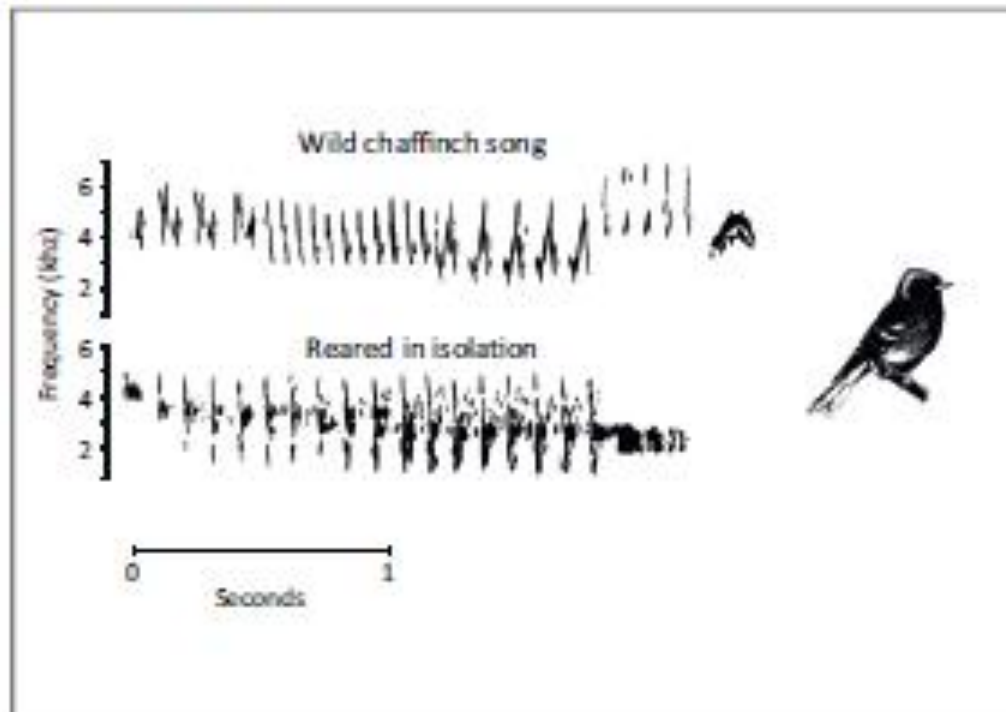 Wild chaffinch song
6
4
2
Frequency (khz)
Reared in isolation
6
4
2
0
1
Seconds